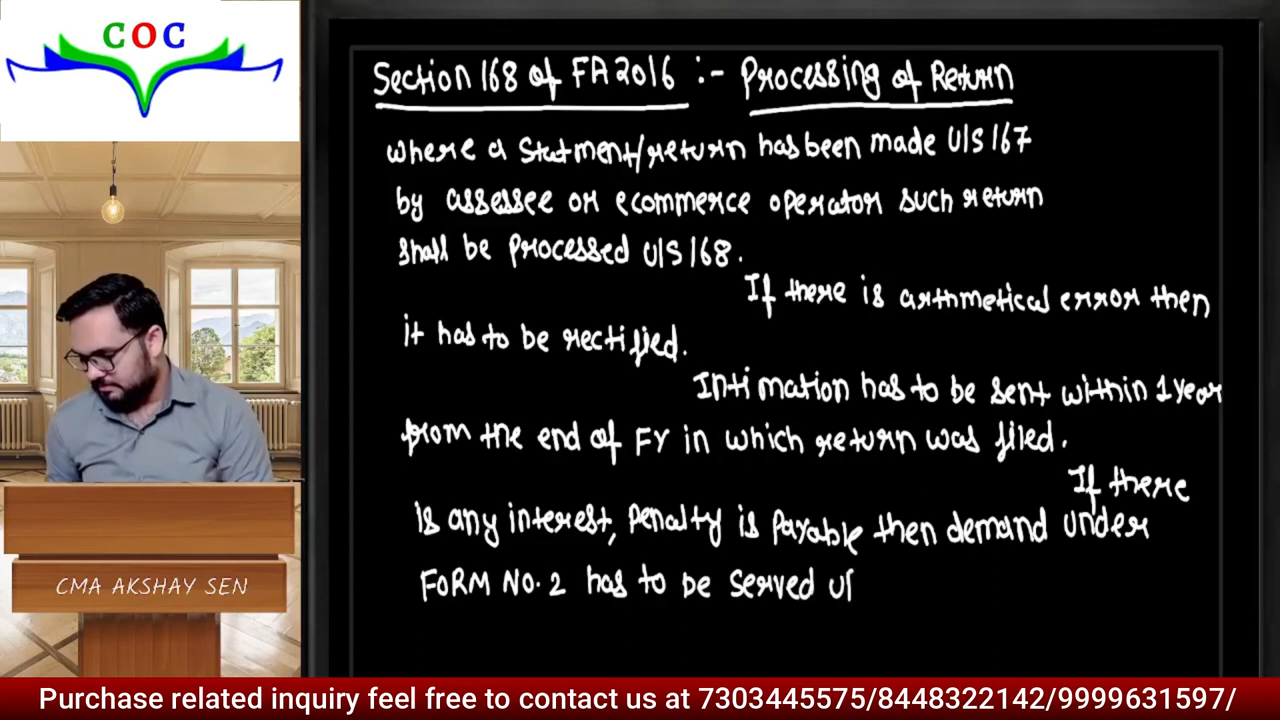 COC
Section 168 of FA 2016 :- Processing of Return
where a Statment/return has been made U/S 167
by assessee or ecommerce operator such return
shall be processed U/S 168.
If there is arthmetical error then
it has to be rectified.
Intimation has to be sent within 1 year
from the end of FY in which return was filed.
If there
is any interest, penalty is payable then demand under
FORM NO. 2 has to be served U/
CMA AKSHAY SEN
Purchase related inquiry feel free to contact us at 7303445575/8448322142/9999631597/